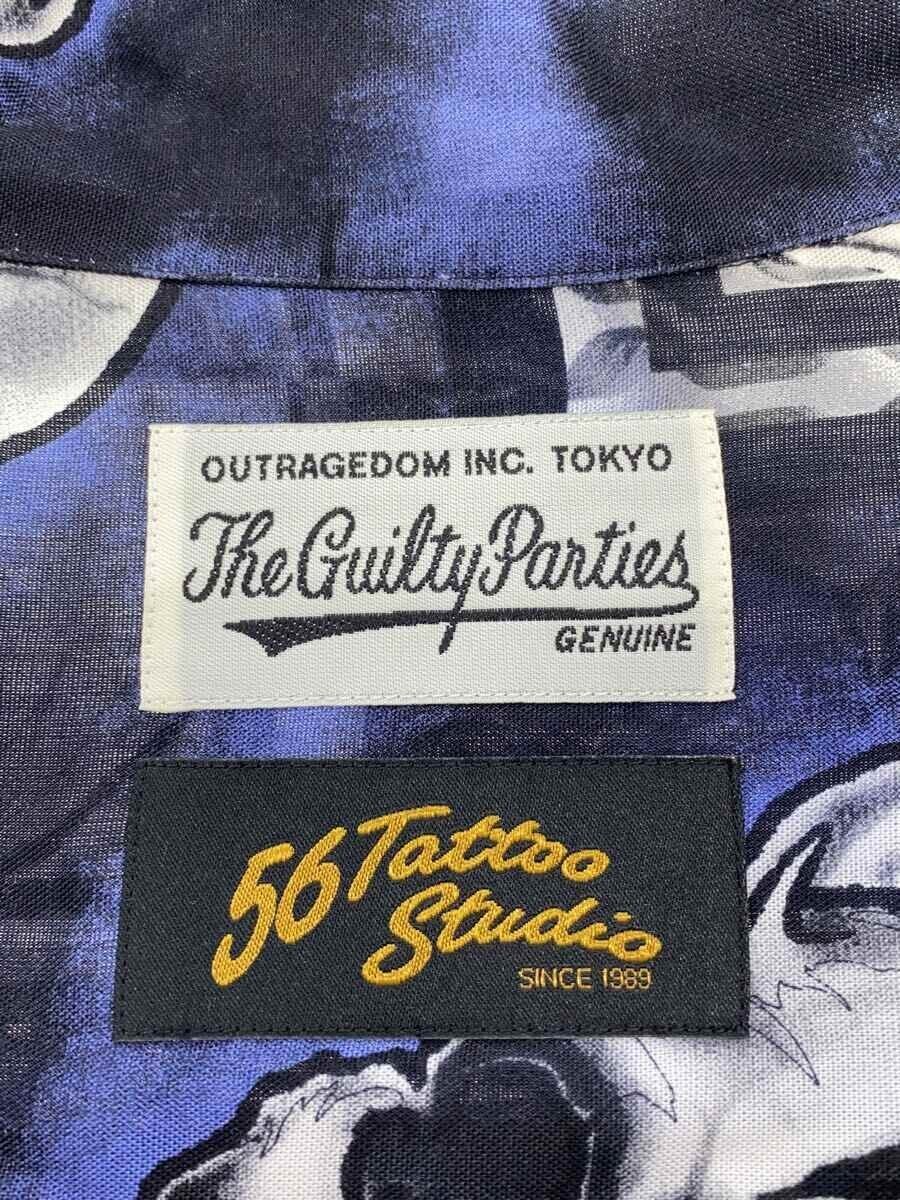 OUTRAGEDOM INC. TOKYO
The Guilty Parties
GENUINE
56 Tattoo
Studio
SINCE 1989